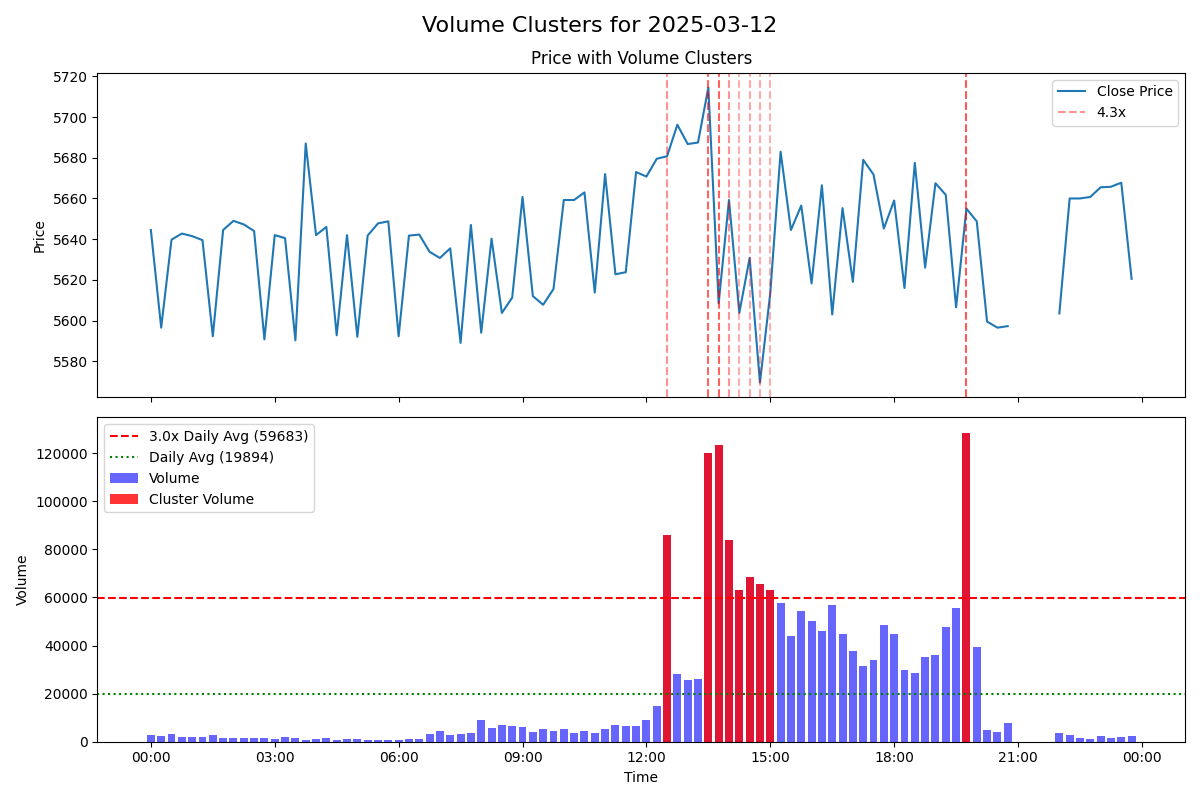 Volume Clusters for 2025-03-12
Price with Volume Clusters
5720
5700
5680
5660
5640
5620
5600
5580
Price
Close Price
4.3x
3.0x Daily Avg (59683)
Daily Avg (19894)
Volume
Cluster Volume
120000
100000
80000
60000
40000
20000
0
Volume
00:00 03:00 06:00 09:00 12:00 15:00 18:00 21:00 00:00
Time